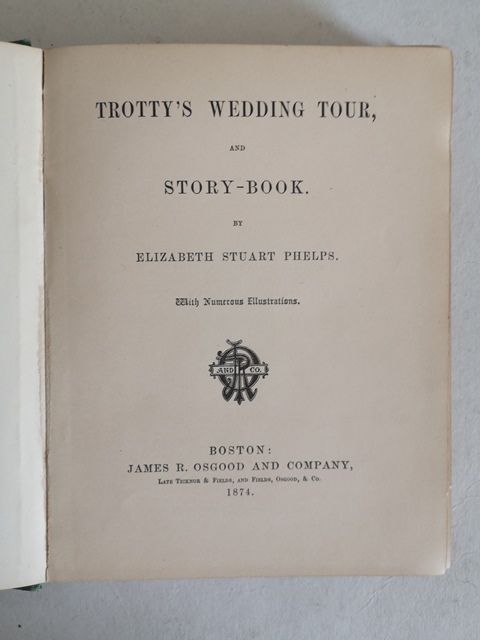 TROTTY'S WEDDING TOUR,
AND
STORY-BOOK.
BY
ELIZABETH STUART PHELPS.
With Numerous Illustrations.
AND CO.
BOSTON:
JAMES R. OSGOOD AND COMPANY,
LATE TICKNOR & FIELDS, AND FIELDS, OSGOOD, & CO.
1874.